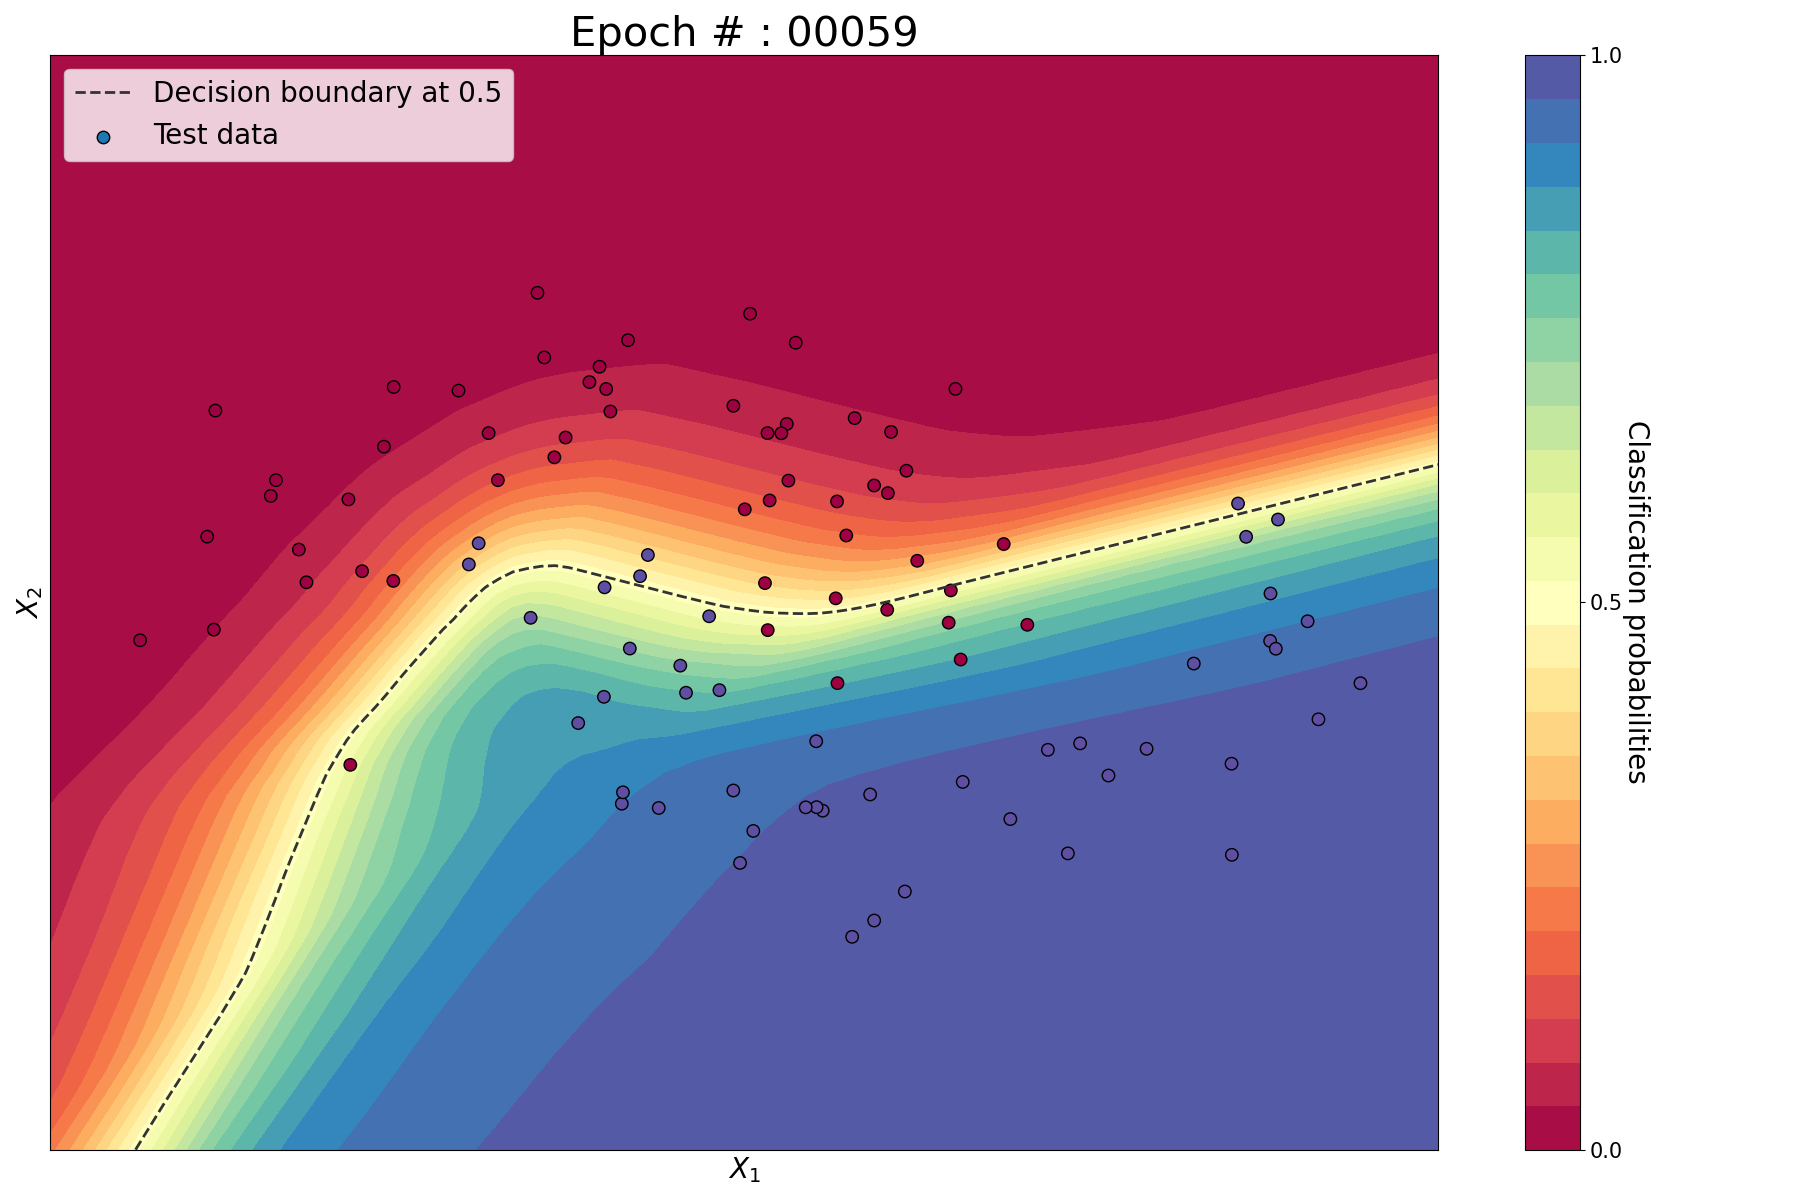 Epoch # : 00059
Decision boundary at 0.5
Test data
X₂
X₁
1.0
0.5
0.0
Classification probabilities